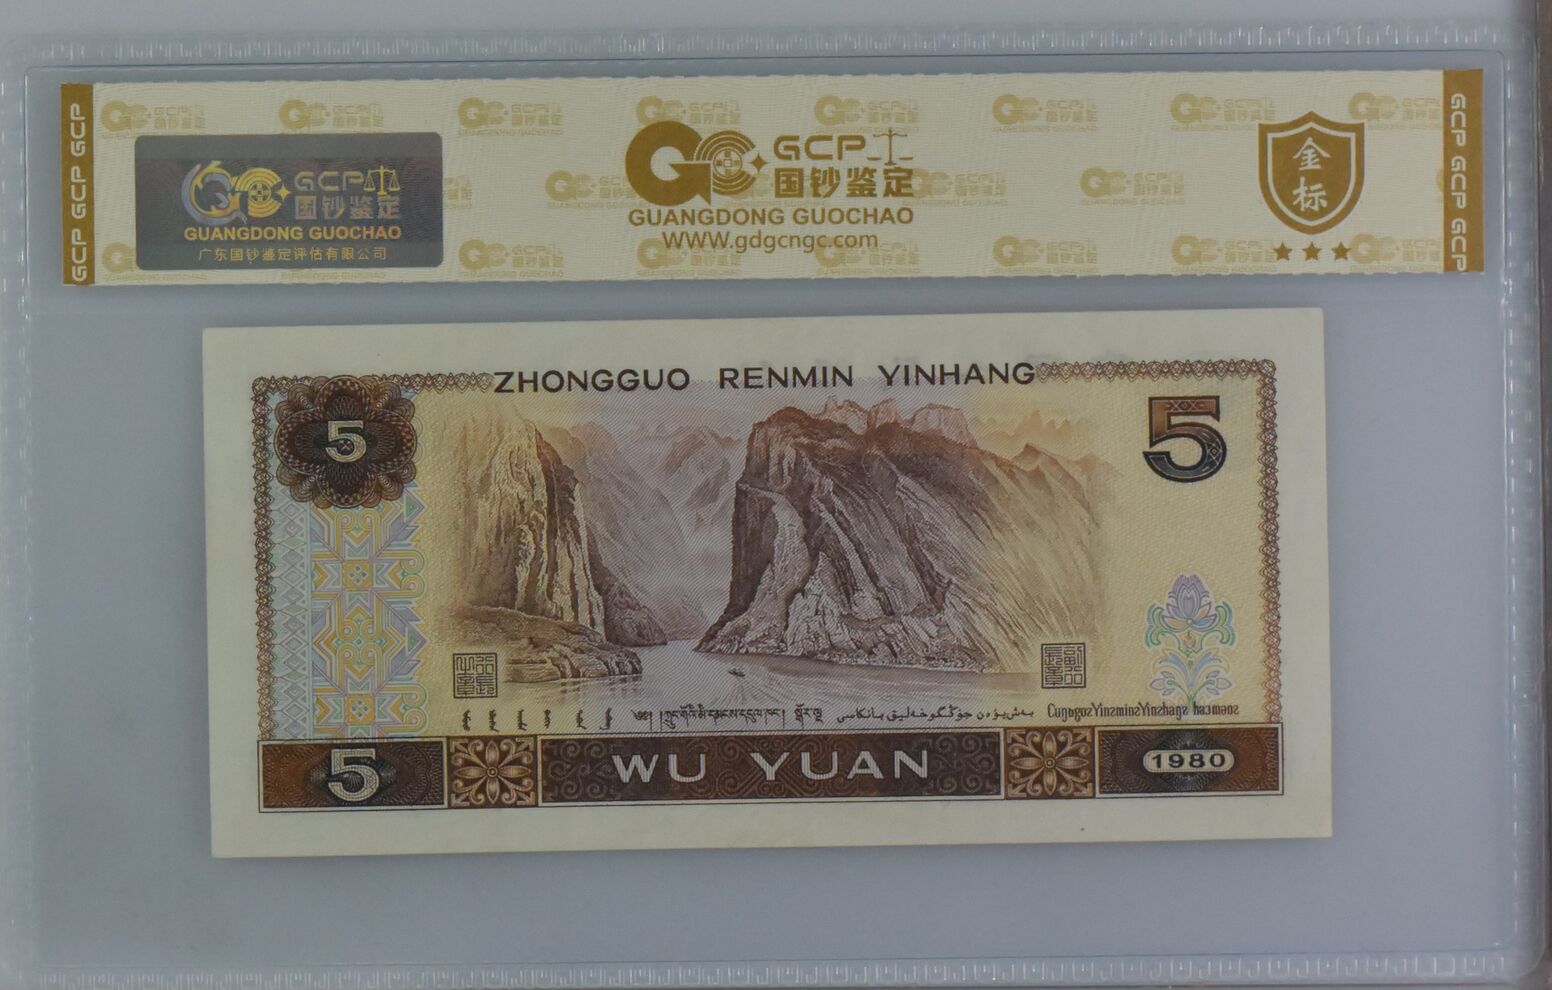 GCP GCP GCP
GCP
国钞鉴定
GUANGDONG GUOCHAO
广东国钞鉴定评估有限公司
GCP
国钞鉴定
GUANGDONG GUOCHAO
WWW.gdgcngc.com
金
标
GCP GCP GCP
ZHONGGUO RENMIN YINHANG
5
5
5
WU YUAN
1980